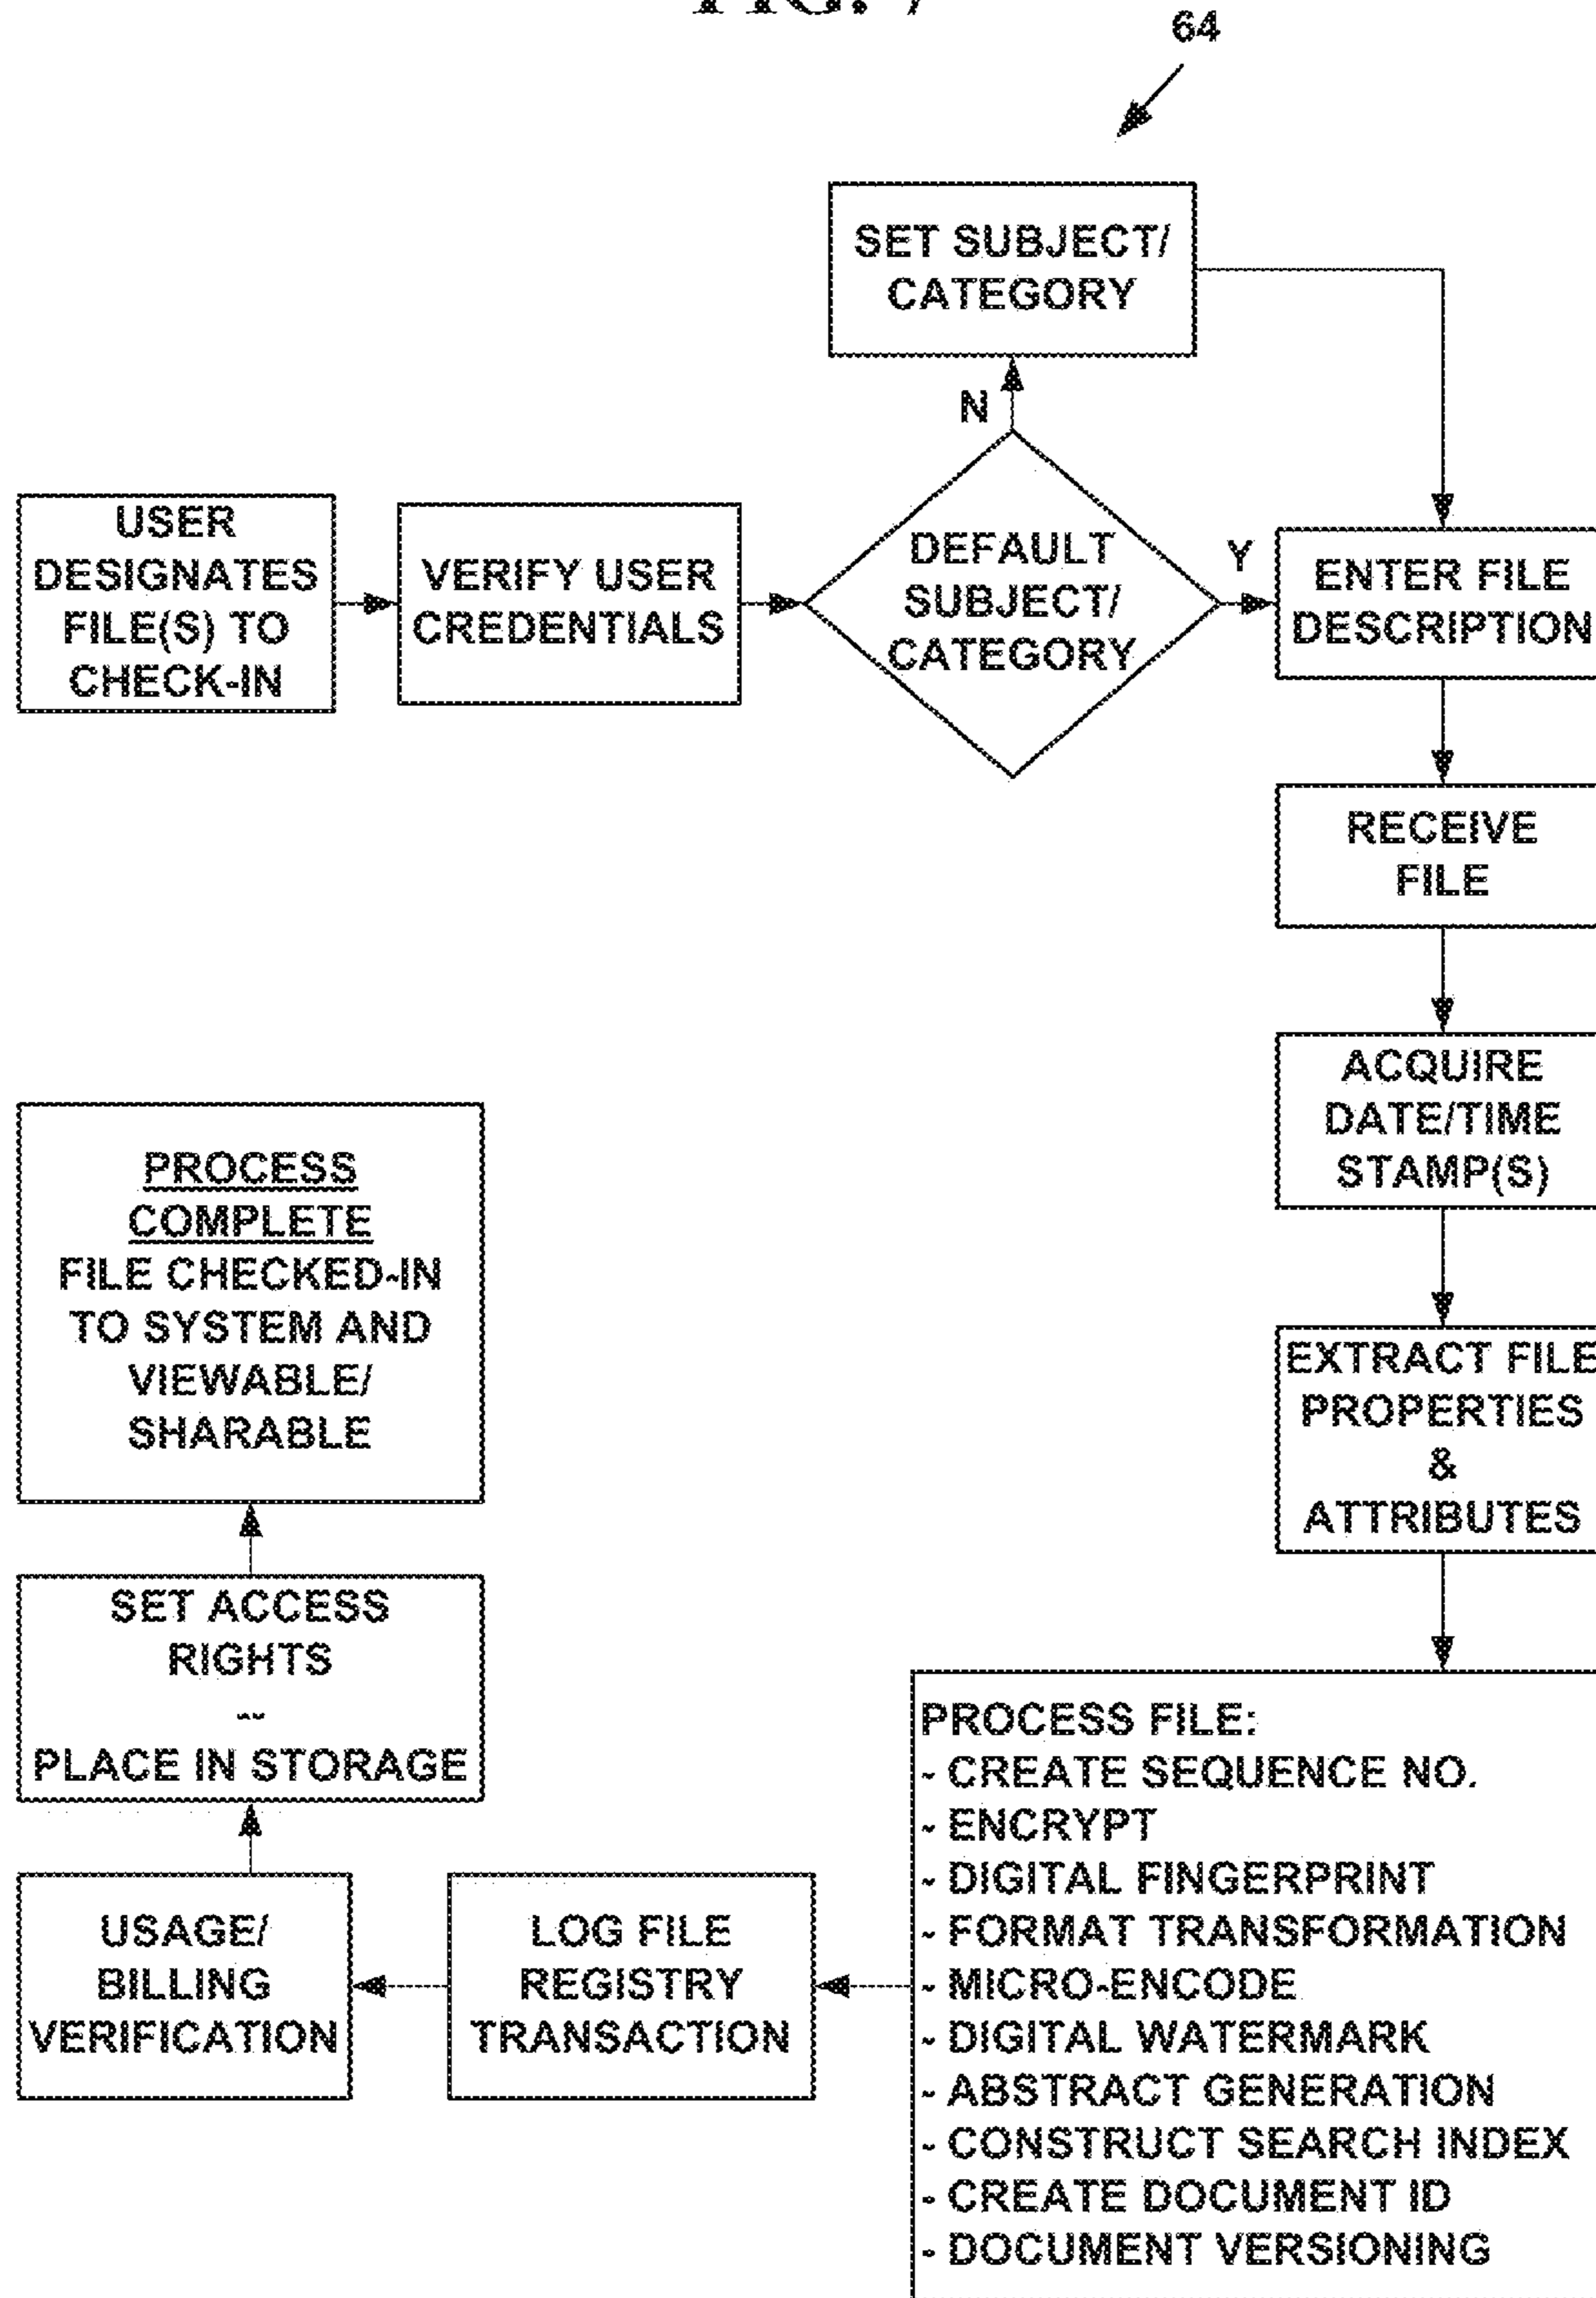 FIG. 7
64
SET SUBJECT/
CATEGORY
N
USER
DESIGNATES
FILE(S) TO
CHECK-IN
VERIFY USER
CREDENTIALS
DEFAULT
SUBJECT/
CATEGORY
Y
ENTER FILE
DESCRIPTION
RECEIVE
FILE
ACQUIRE
DATE/TIME
STAMP(S)
EXTRACT FILE
PROPERTIES
&
ATTRIBUTES
PROCESS FILE:
- CREATE SEQUENCE NO.
- ENCRYPT
- DIGITAL FINGERPRINT
- FORMAT TRANSFORMATION
- MICRO-ENCODE
- DIGITAL WATERMARK
- ABSTRACT GENERATION
- CONSTRUCT SEARCH INDEX
- CREATE DOCUMENT ID
- DOCUMENT VERSIONING
LOG FILE
REGISTRY
TRANSACTION
USAGE/
BILLING
VERIFICATION
SET ACCESS
RIGHTS
--
PLACE IN STORAGE
PROCESS
COMPLETE
FILE CHECKED-IN
TO SYSTEM AND
VIEWABLE/
SHARABLE